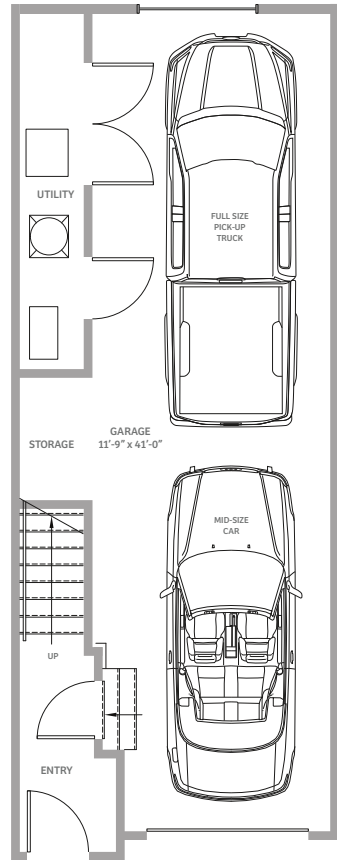 UTILITY
FULL SIZE
PICK-UP
TRUCK
GARAGE
11'-9" x 41'-0"
STORAGE
MID-SIZE
CAR
UP
ENTRY